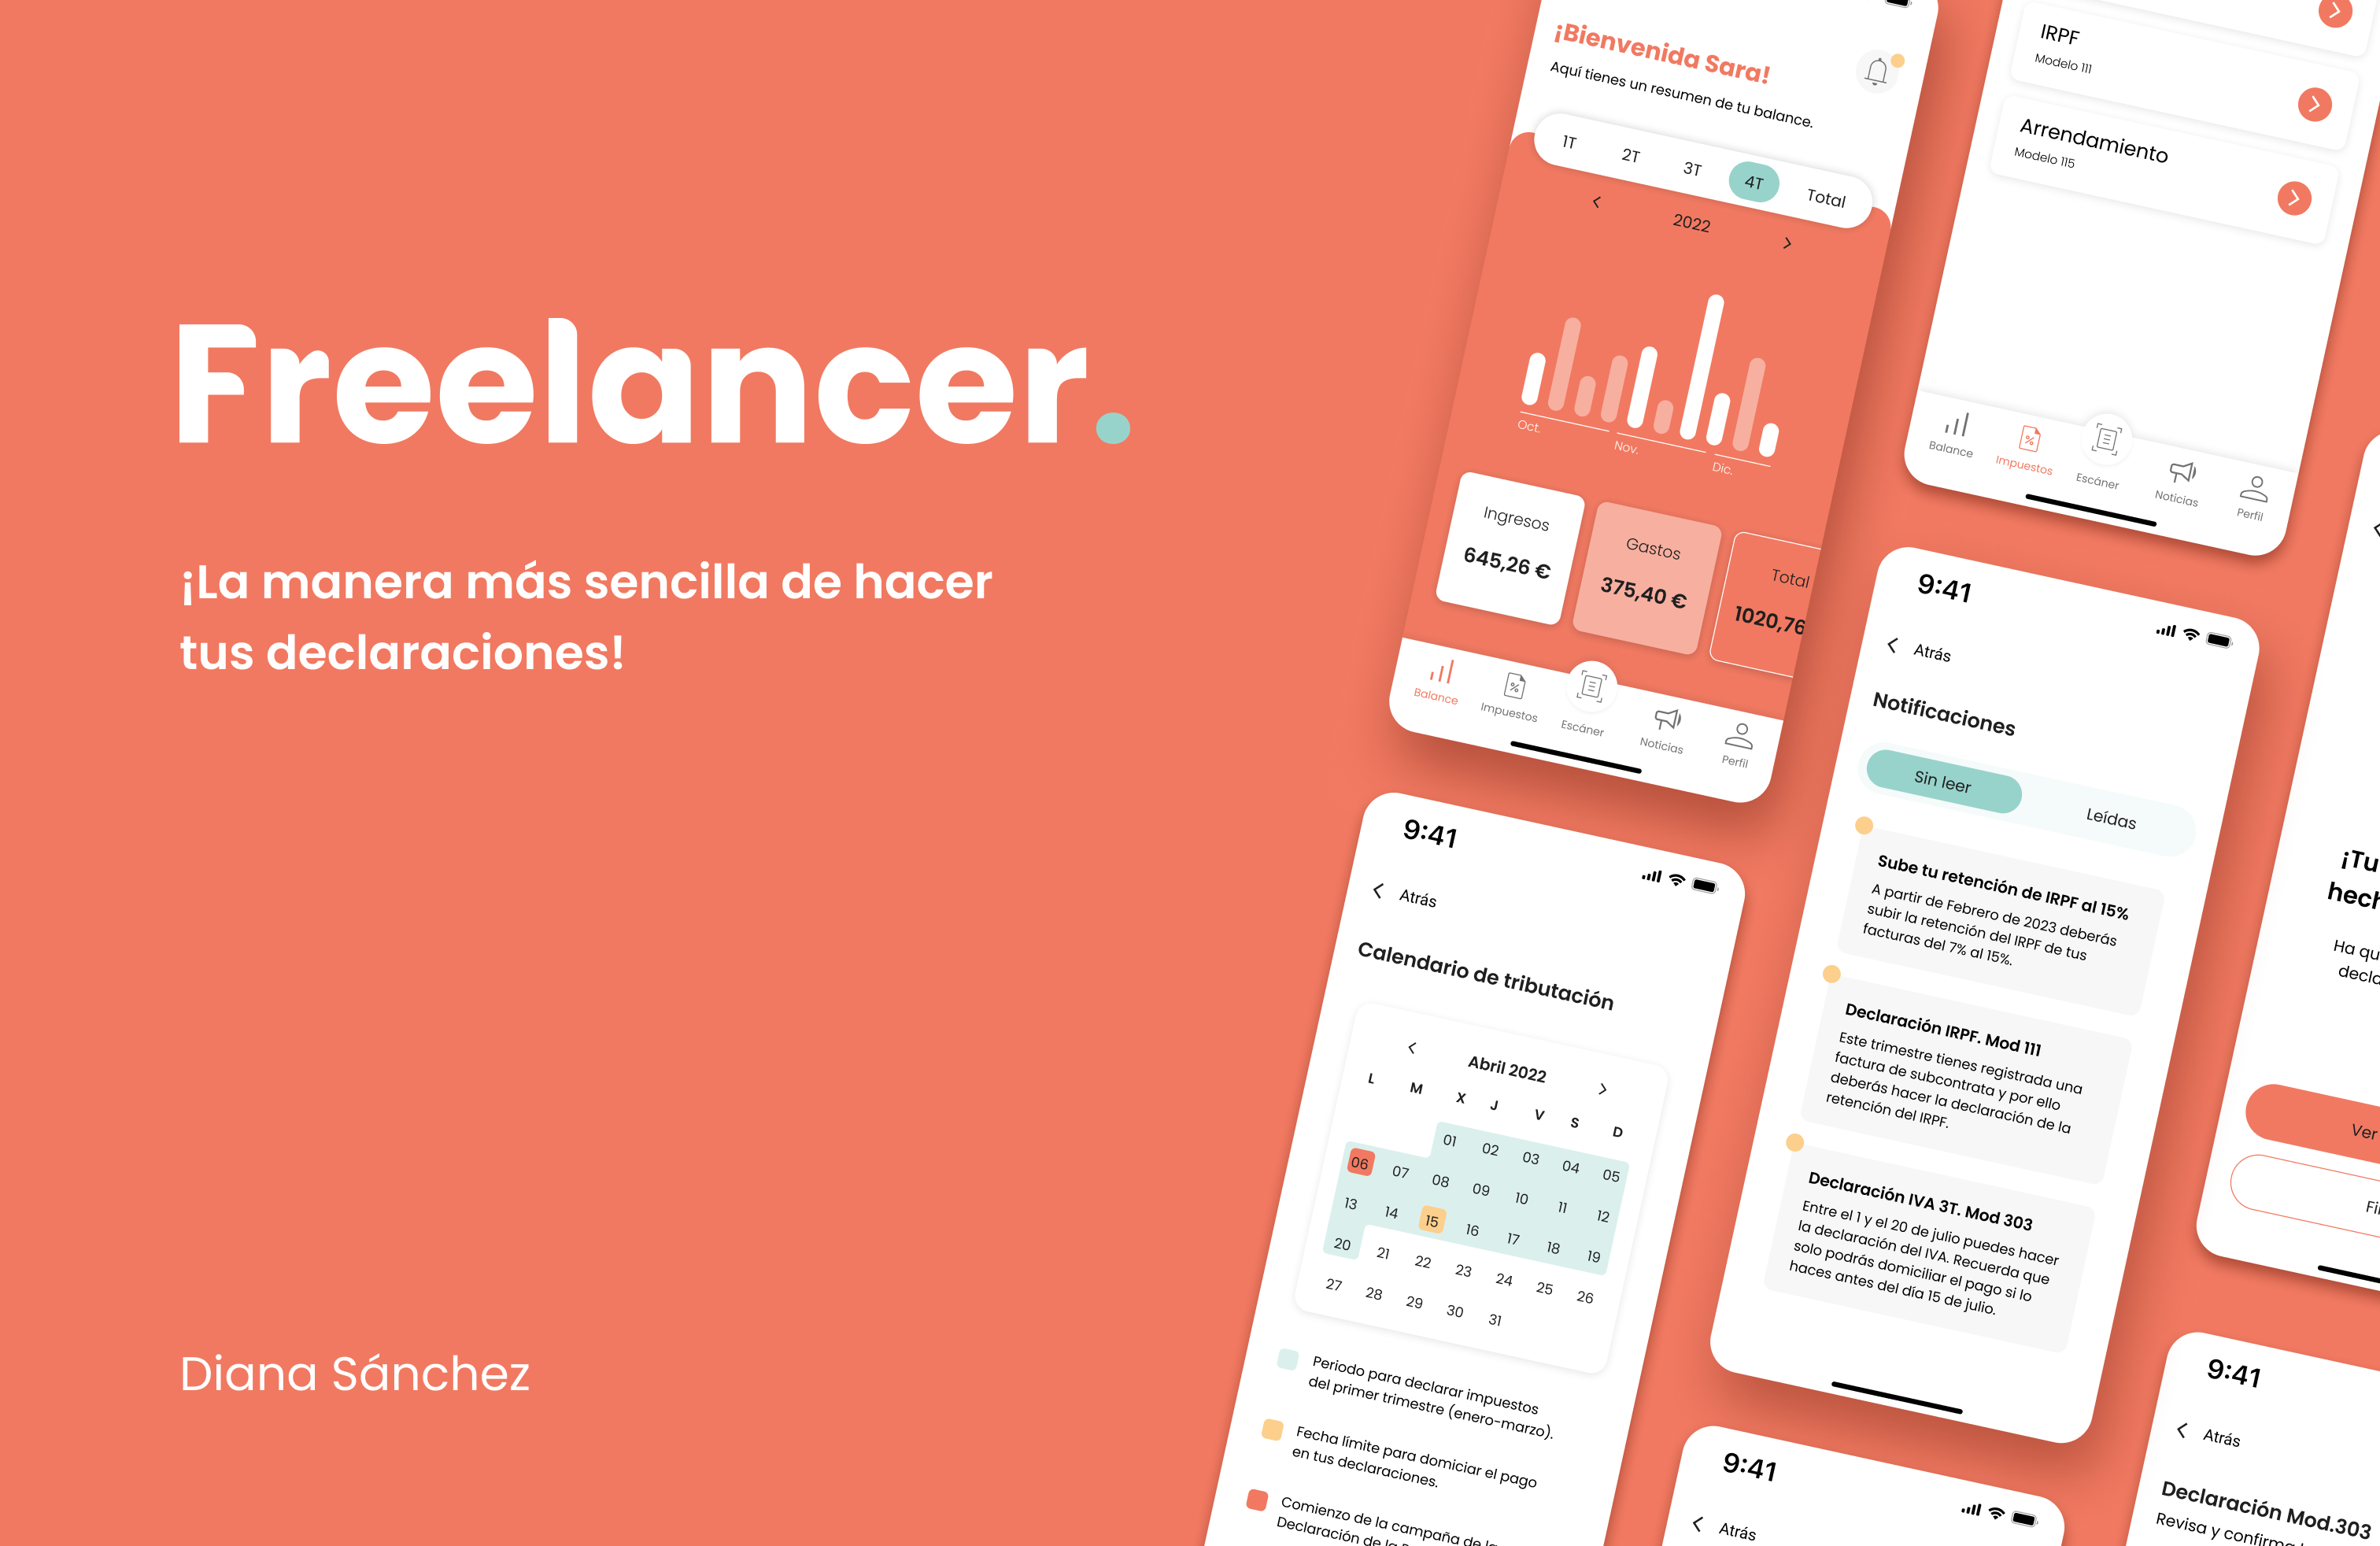 Freelancer.
¡La manera más sencilla de hacer
tus declaraciones!
Diana Sánchez
¡Bienvenida Sara!
Aquí tienes un resumen de tu balance.
1T 2T 3T 4T Total
2022
Oct. Nov. Dic.
Ingresos
645,26 €
Gastos
375,40 €
Total
1020,76
Balance Impuestos Escáner Noticias Perfil
IRPF
Modelo 111
Arrendamiento
Modelo 115
Balance Impuestos Escáner Noticias Perfil
9:41
Atrás
Calendario de tributación
Abril 2022
L M X J V S D
01 02 03 04 05
06 07 08 09 10 11 12
13 14 15 16 17 18 19
20 21 22 23 24 25 26
27 28 29 30 31
Periodo para declarar impuestos
del primer trimestre (enero-marzo).
Fecha límite para domiciar el pago
en tus declaraciones.
Comienzo de la campaña de
Declaración de
9:41
Atrás
Notificaciones
Sin leer Leídas
Sube tu retención de IRPF al 15%
A partir de Febrero de 2023 deberás
subir la retención del IRPF de tus
facturas del 7% al 15%.
Declaración IRPF. Mod 111
Este trimestre tienes registrada una
factura de subcontrata y por ello
deberás hacer la declaración de la
retención del IRPF.
Declaración IVA 3T. Mod 303
Entre el 1 y el 20 de julio puedes hacer
la declaración del IVA. Recuerda que
solo podrás domiciliar el pago si lo
haces antes del día 15 de julio.
¡Tu
hech
Ha qu
decla
Ver
9:41
Atrás
9:41
Atrás
Declaración Mod.303
Revisa y confirma